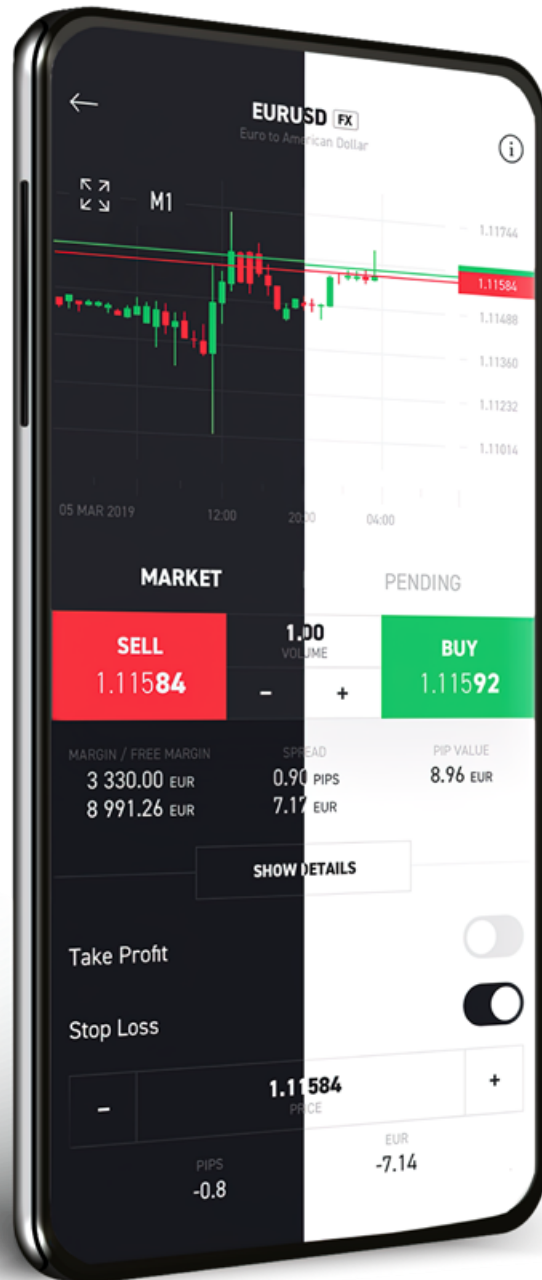 EURUSD FX
Euro to American Dollar
M1
1.11744
1.11584
1.11488
1.11360
1.11232
1.11014
05 MAR 2019 12:00 20:00 04:00
MARKET PENDING
SELL 1.00 BUY
VOLUME
1.11584 - + 1.11592
MARGIN / FREE MARGIN SPREAD PIP VALUE
3 330.00 EUR 0.90 PIPS 8.96 EUR
8 991.26 EUR 7.17 EUR
SHOW DETAILS
Take Profit
Stop Loss
- 1.11584 +
PRICE
PIPS EUR
-0.8 -7.14